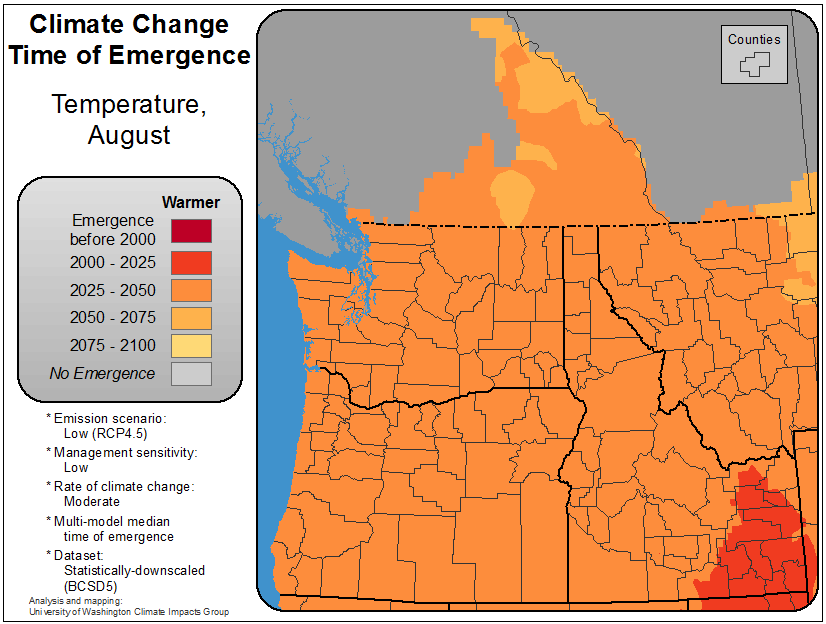 Climate Change
Time of Emergence
Temperature,
August
Warmer
Emergence
before 2000
2000 - 2025
2025 - 2050
2050 - 2075
2075 - 2100
No Emergence
* Emission scenario:
Low (RCP4.5)
* Management sensitivity:
Low
* Rate of climate change:
Moderate
* Multi-model median
time of emergence
* Dataset:
Statistically-downscaled
(BCSD5)
Analysis and mapping:
University of Washington Climate Impacts Group
Counties